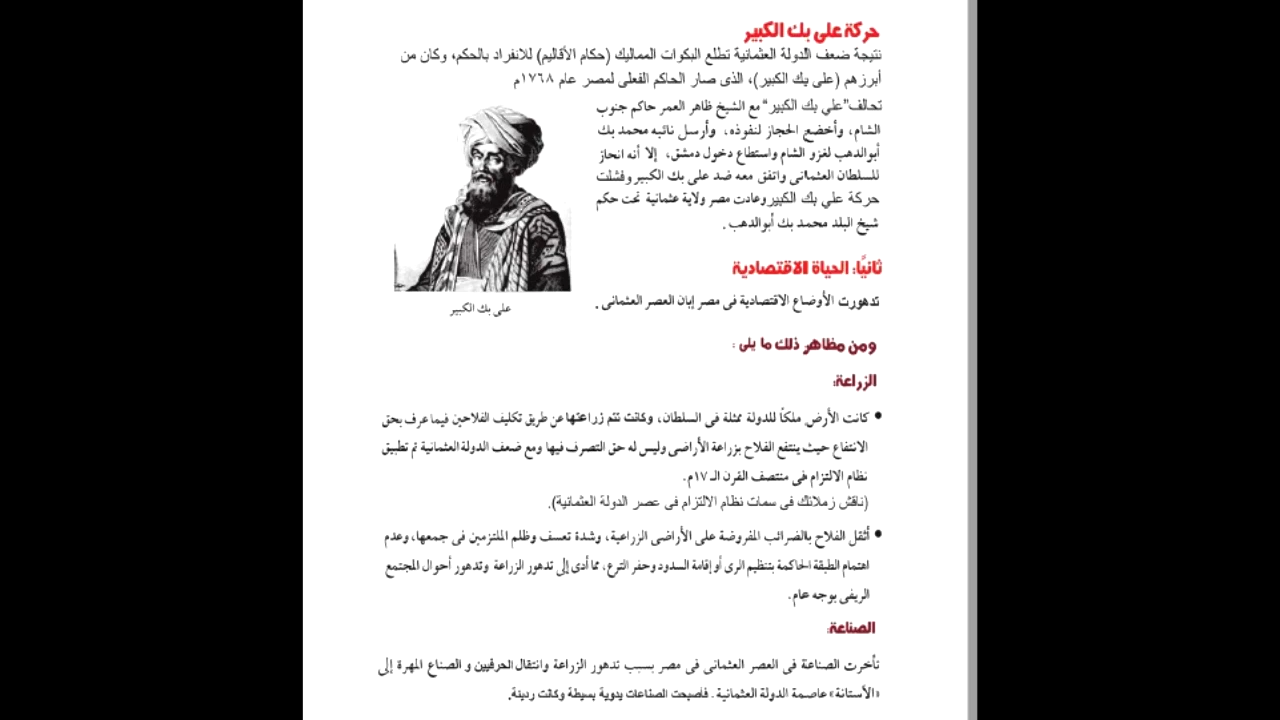 حركة على بك الكبير
نتيجة ضعف الدولة العثمانية تطلع البكوات المماليك (حكام الأقاليم) للانفراد بالحكم، وكان من
أبرزهم (على بك الكبير)، الذى صار الحاكم الفعلى لمصر عام ١٧٦٨م
تحالف"علي بك الكبير" مع الشيخ ظاهر العمر حاكم جنوب
الشام، وأخضع الحجاز لنفوذه، وأرسل نائبه محمد بك
أبوالدهب لغزو الشام واستطاع دخول دمشق، إلا أنه انحاز
للسلطان العثمانى واتفق معه ضد على بك الكبير وفشلت
حركة علي بك الكبير وعادت مصر ولاية عثمانية تحت حكم
شيخ البلد محمد بك أبوالدهب .
على بك الكبير
ثانيًا: الحياة الاقتصادية
تدهورت الأوضاع الاقتصادية فى مصر إبان العصر العثمانى .
ومن مظاهر ذلك ما يلى :
الزراعة:
• كانت الأرض ملكًا للدولة ممثلة فى السلطان، وكانت تتم زراعتها عن طريق تكليف الفلاحين فيما عرف بحق
الانتفاع حيث ينتفع الفلاح بزراعة الأراضى وليس له حق التصرف فيها ومع ضعف الدولة العثمانية تم تطبيق
نظام الالتزام فى منتصف القرن الـ ١٧م.
(ناقش زملائك فى سمات نظام الالتزام فى عصر الدولة العثمانية).
• أثقل الفلاح بالضرائب المفروضة على الأراضى الزراعية، وشدة تعسف وظلم الملتزمين فى جمعها، وعدم
اهتمام الطبقة الحاكمة بتنظيم الرى أو إقامة السدود وحفر الترع، مما أدى إلى تدهور الزراعة وتدهور أحوال المجتمع
الريفى بوجه عام.
الصناعة:
تأخرت الصناعة فى العصر العثمانى فى مصر بسبب تدهور الزراعة وانتقال الحرفيين و الصناع المهرة إلى
«الأستانة» عاصمة الدولة العثمانية . فأصبحت الصناعات يدوية بسيطة وكانت رديئة.